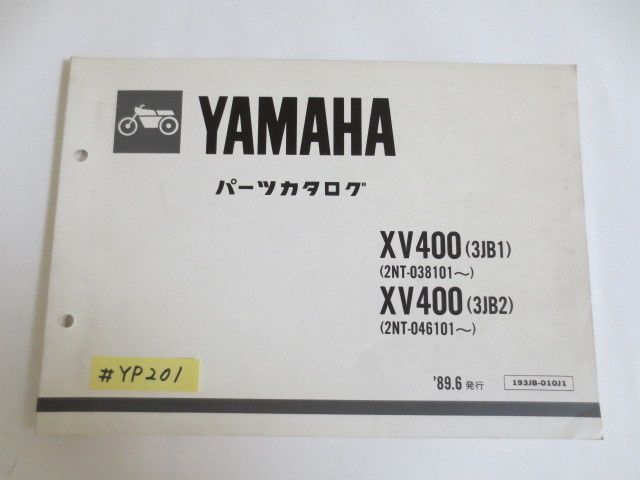 YAMAHA
パーツカタログ
XV400 (3JB1)
(2NT-038101～)
XV400 (3JB2)
(2NT-046101～)
#YP201
'89.6 発行
193JB-010J1